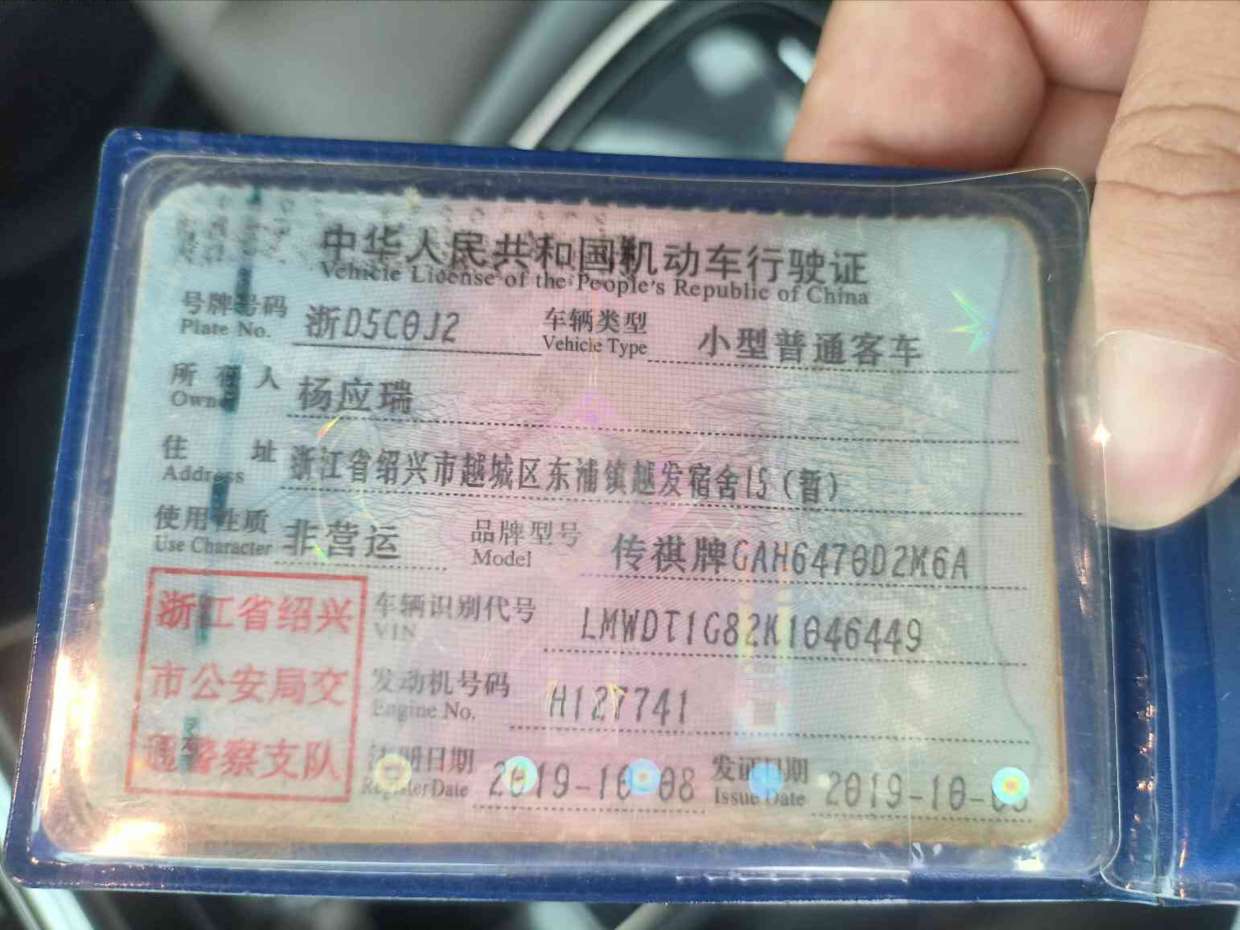 中华人民共和国机动车行驶证
Vehicle License of the People's Republic of China
号牌号码 浙D5C0J2 车辆类型 小型普通客车
Plate No. Vehicle Type
所有人 杨应瑞
Owner
住址 浙江省绍兴市越城区东浦镇越发宿舍15(暂)
Address
使用性质 非营运 品牌型号 传祺牌GAH6470D2M6A
Use Character Model
浙江省绍兴
市公安局交
通警察支队
车辆识别代号 LMWDT1G82K1046449
VIN
发动机号码 H127741
Engine No.
注册日期 2019-10-08 发证日期 2019-10-08
Register Date Issue Date